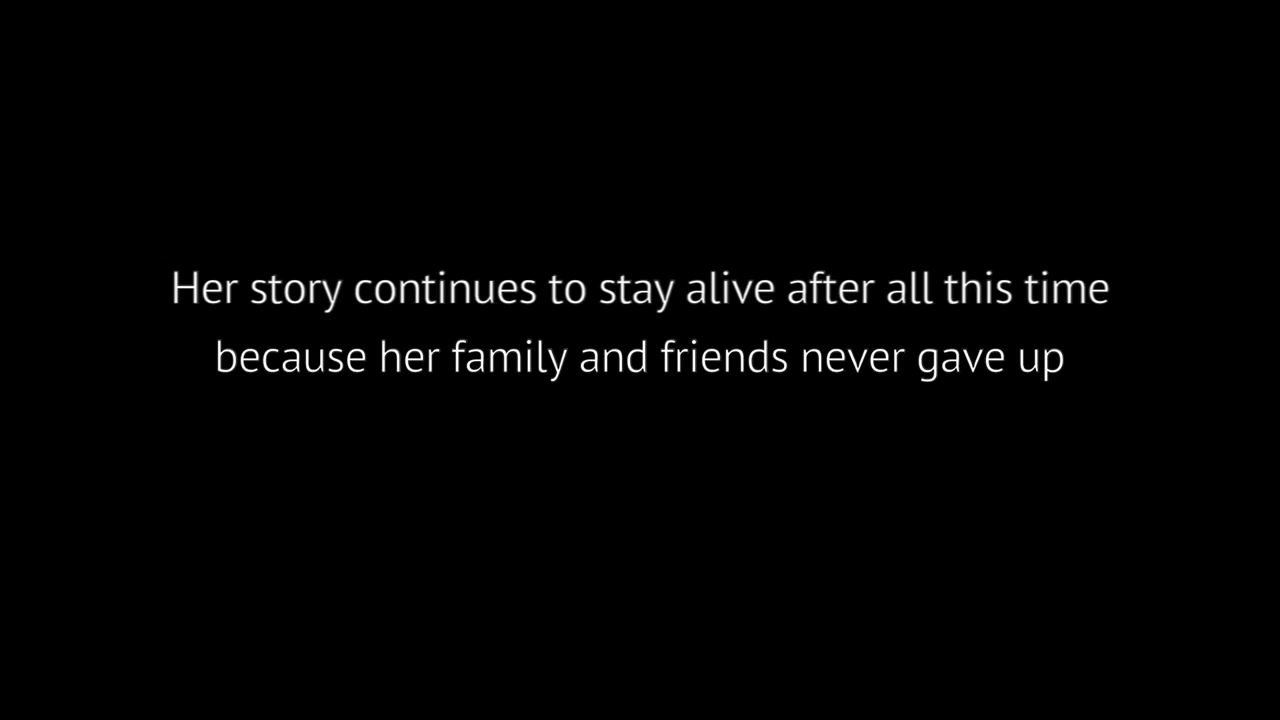 Her story continues to stay alive after all this time
because her family and friends never gave up